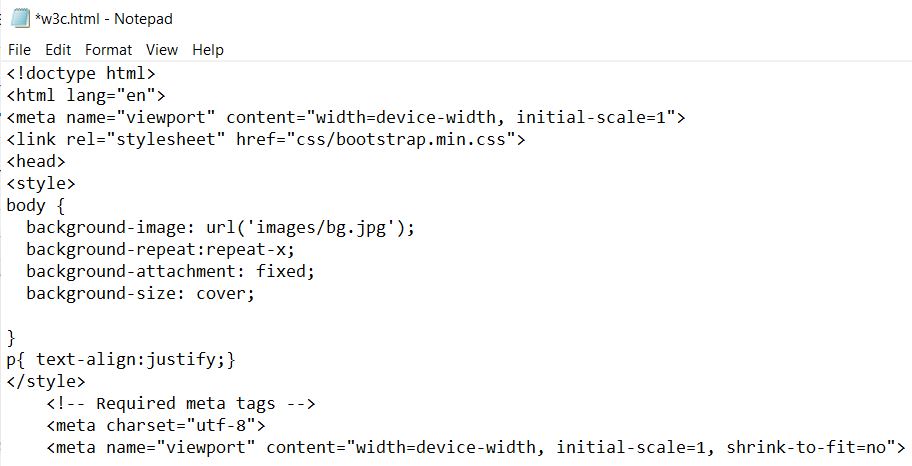 *w3c.html - Notepad
File Edit Format View Help
<!doctype html>
<html lang="en">
<meta name="viewport" content="width=device-width, initial-scale=1">
<link rel="stylesheet" href="css/bootstrap.min.css">
<head>
<style>
body {
  background-image: url('images/bg.jpg');
  background-repeat:repeat-x;
  background-attachment: fixed;
  background-size: cover;

}
p{ text-align:justify;}
</style>
    <!-- Required meta tags -->
    <meta charset="utf-8">
    <meta name="viewport" content="width=device-width, initial-scale=1, shrink-to-fit=no">